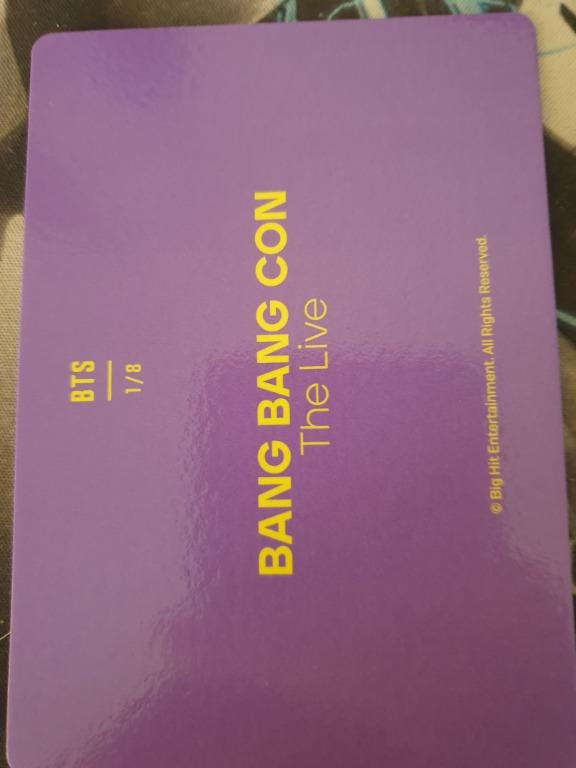 BTS
1/8
BANG BANG CON
The Live
© Big Hit Entertainment. All Rights Reserved.